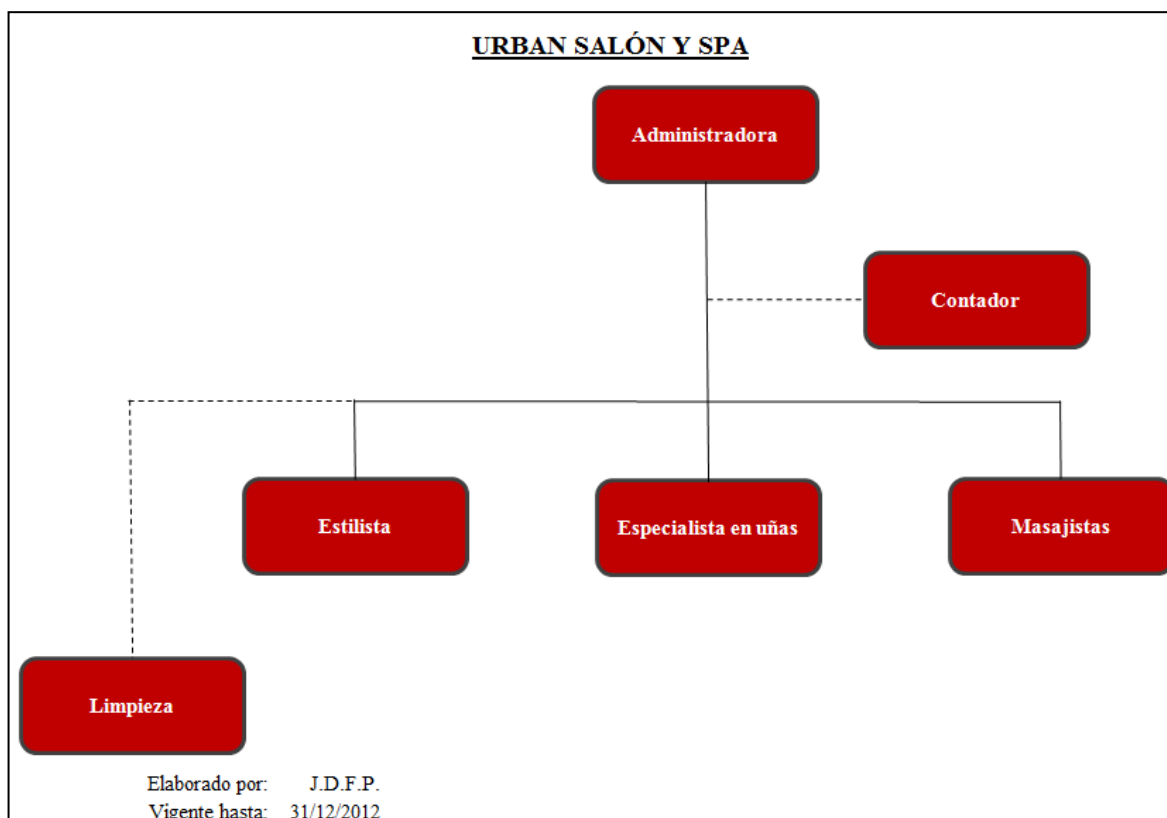 URBAN SALÓN Y SPA
Administradora
Contador
Estilista
Especialista en uñas
Masajistas
Limpieza
Elaborado por: J.D.F.P.
Vigente hasta: 31/12/2012